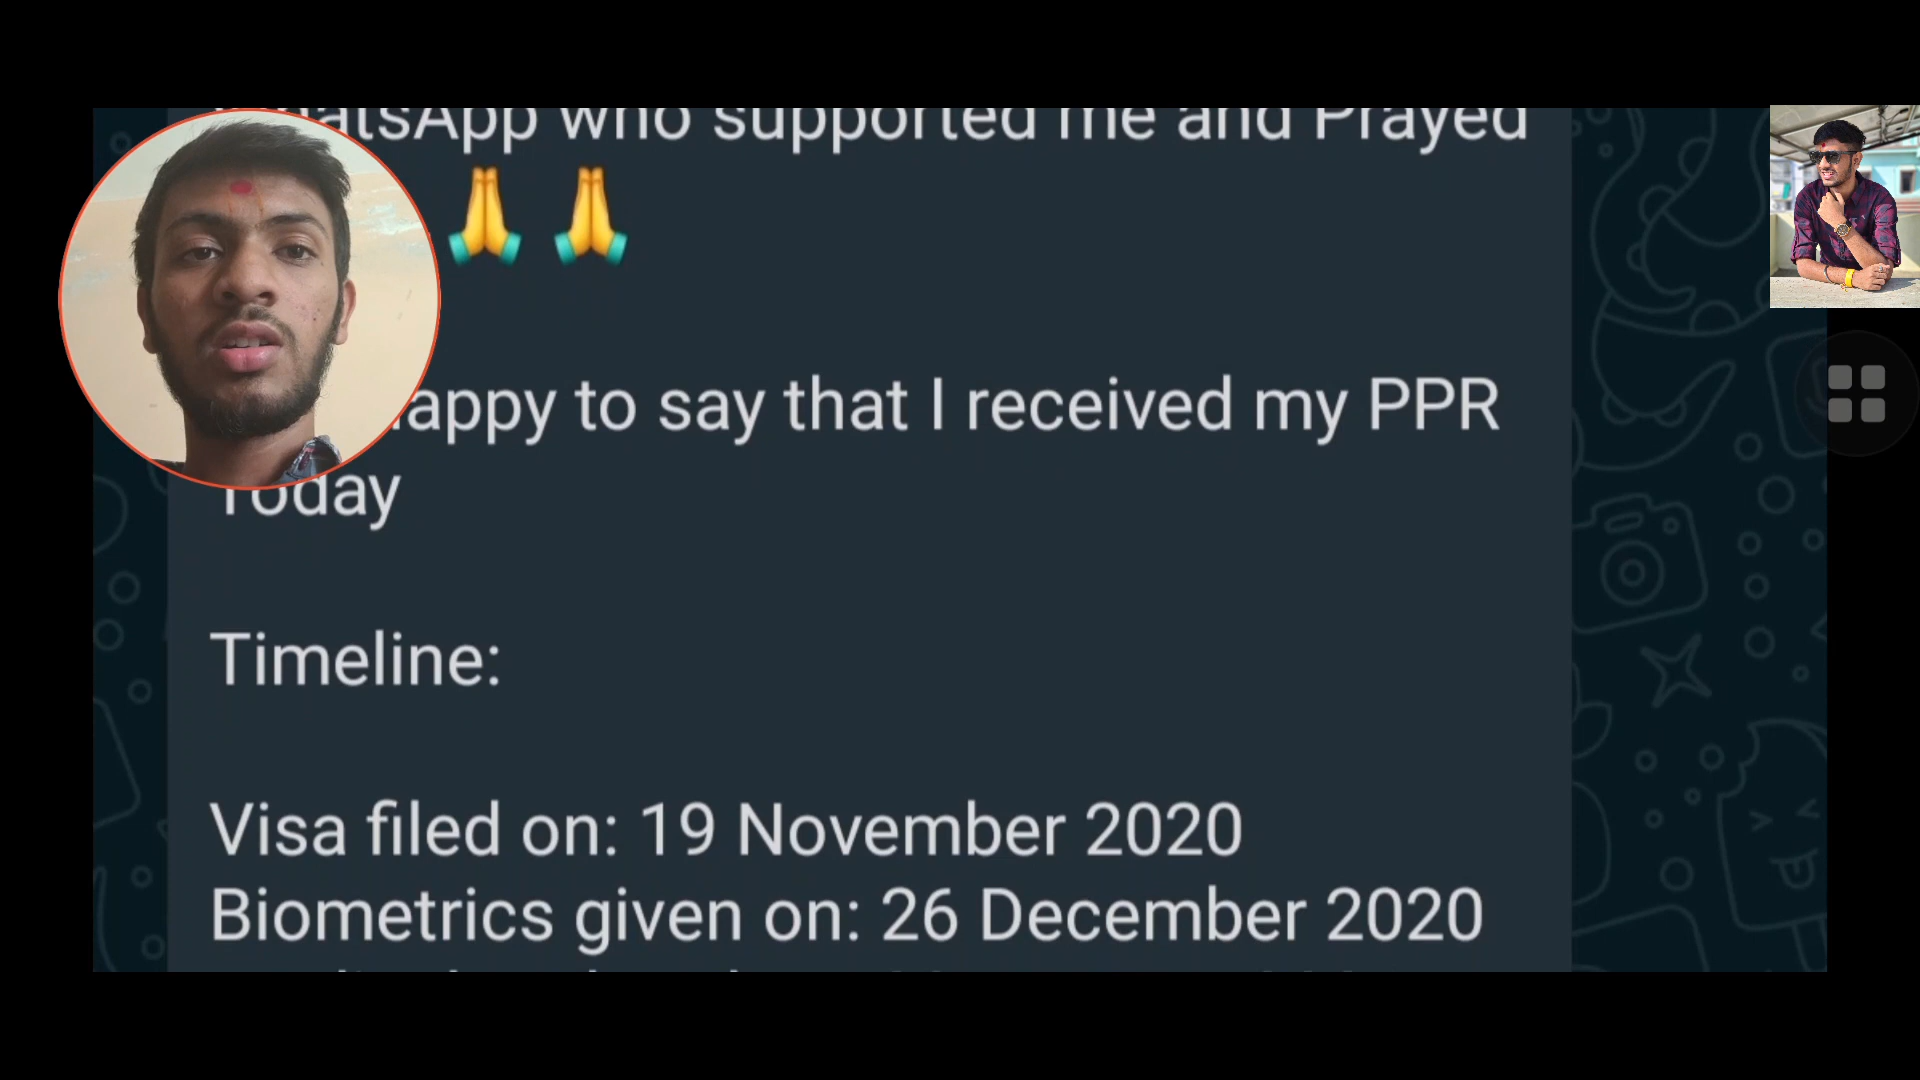 WhatsApp who supported me and Prayed
🙏 🙏
appy to say that I received my PPR
Today
Timeline:
Visa filed on: 19 November 2020
Biometrics given on: 26 December 2020